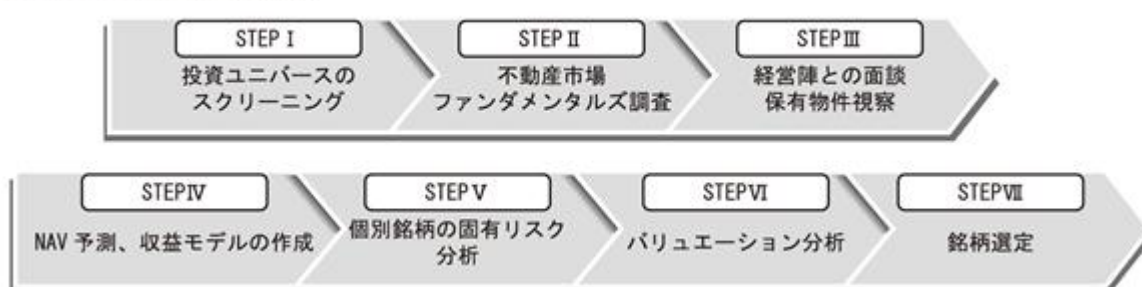 STEP Ⅰ
投資ユニバースの
スクリーニング
STEP Ⅱ
不動産市場
ファンダメンタルズ調査
STEP Ⅲ
経営陣との面談
保有物件視察
STEP Ⅳ
NAV 予測、収益モデルの作成
STEP Ⅴ
個別銘柄の固有リスク
分析
STEP Ⅵ
バリュエーション分析
STEP Ⅶ
銘柄選定